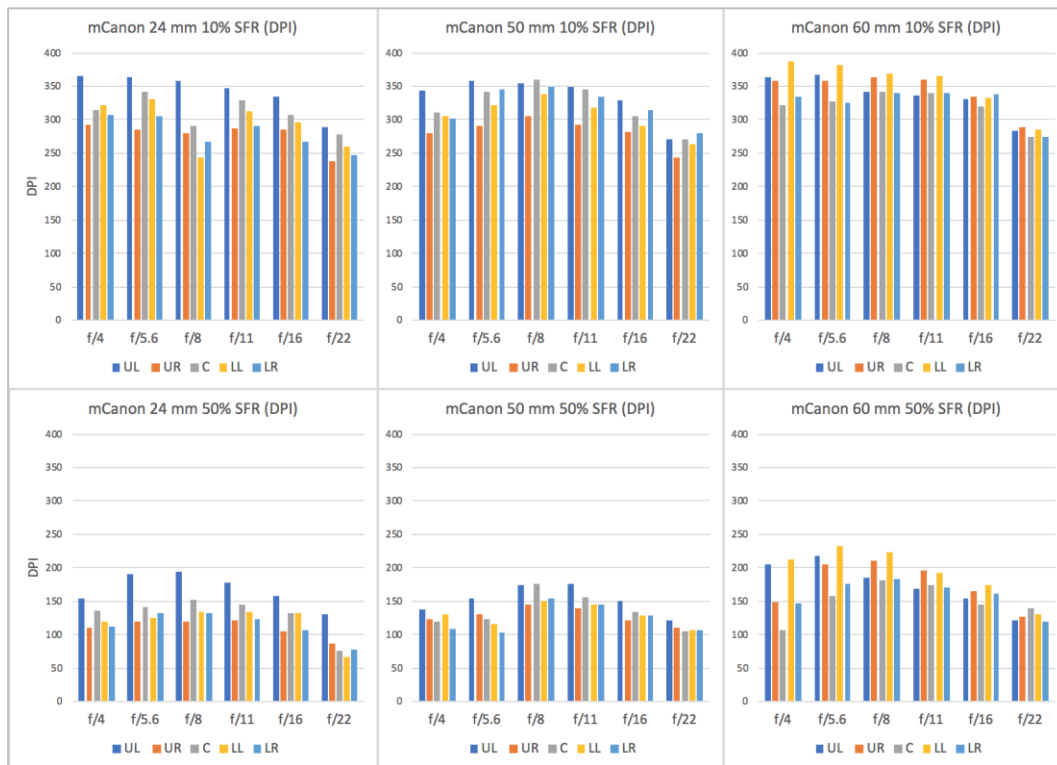 mCanon 24 mm 10% SFR (DPI)
400
350
300
250
200
150
100
50
0
DPI
f/4 f/5.6 f/8 f/11 f/16 f/22
UL UR C LL LR
mCanon 50 mm 10% SFR (DPI)
400
350
300
250
200
150
100
50
0
f/4 f/5.6 f/8 f/11 f/16 f/22
UL UR C LL LR
mCanon 60 mm 10% SFR (DPI)
400
350
300
250
200
150
100
50
0
f/4 f/5.6 f/8 f/11 f/16 f/22
UL UR C LL LR
mCanon 24 mm 50% SFR (DPI)
400
350
300
250
200
150
100
50
0
DPI
f/4 f/5.6 f/8 f/11 f/16 f/22
UL UR C LL LR
mCanon 50 mm 50% SFR (DPI)
400
350
300
250
200
150
100
50
0
f/4 f/5.6 f/8 f/11 f/16 f/22
UL UR C LL LR
mCanon 60 mm 50% SFR (DPI)
400
350
300
250
200
150
100
50
0
f/4 f/5.6 f/8 f/11 f/16 f/22
UL UR C LL LR